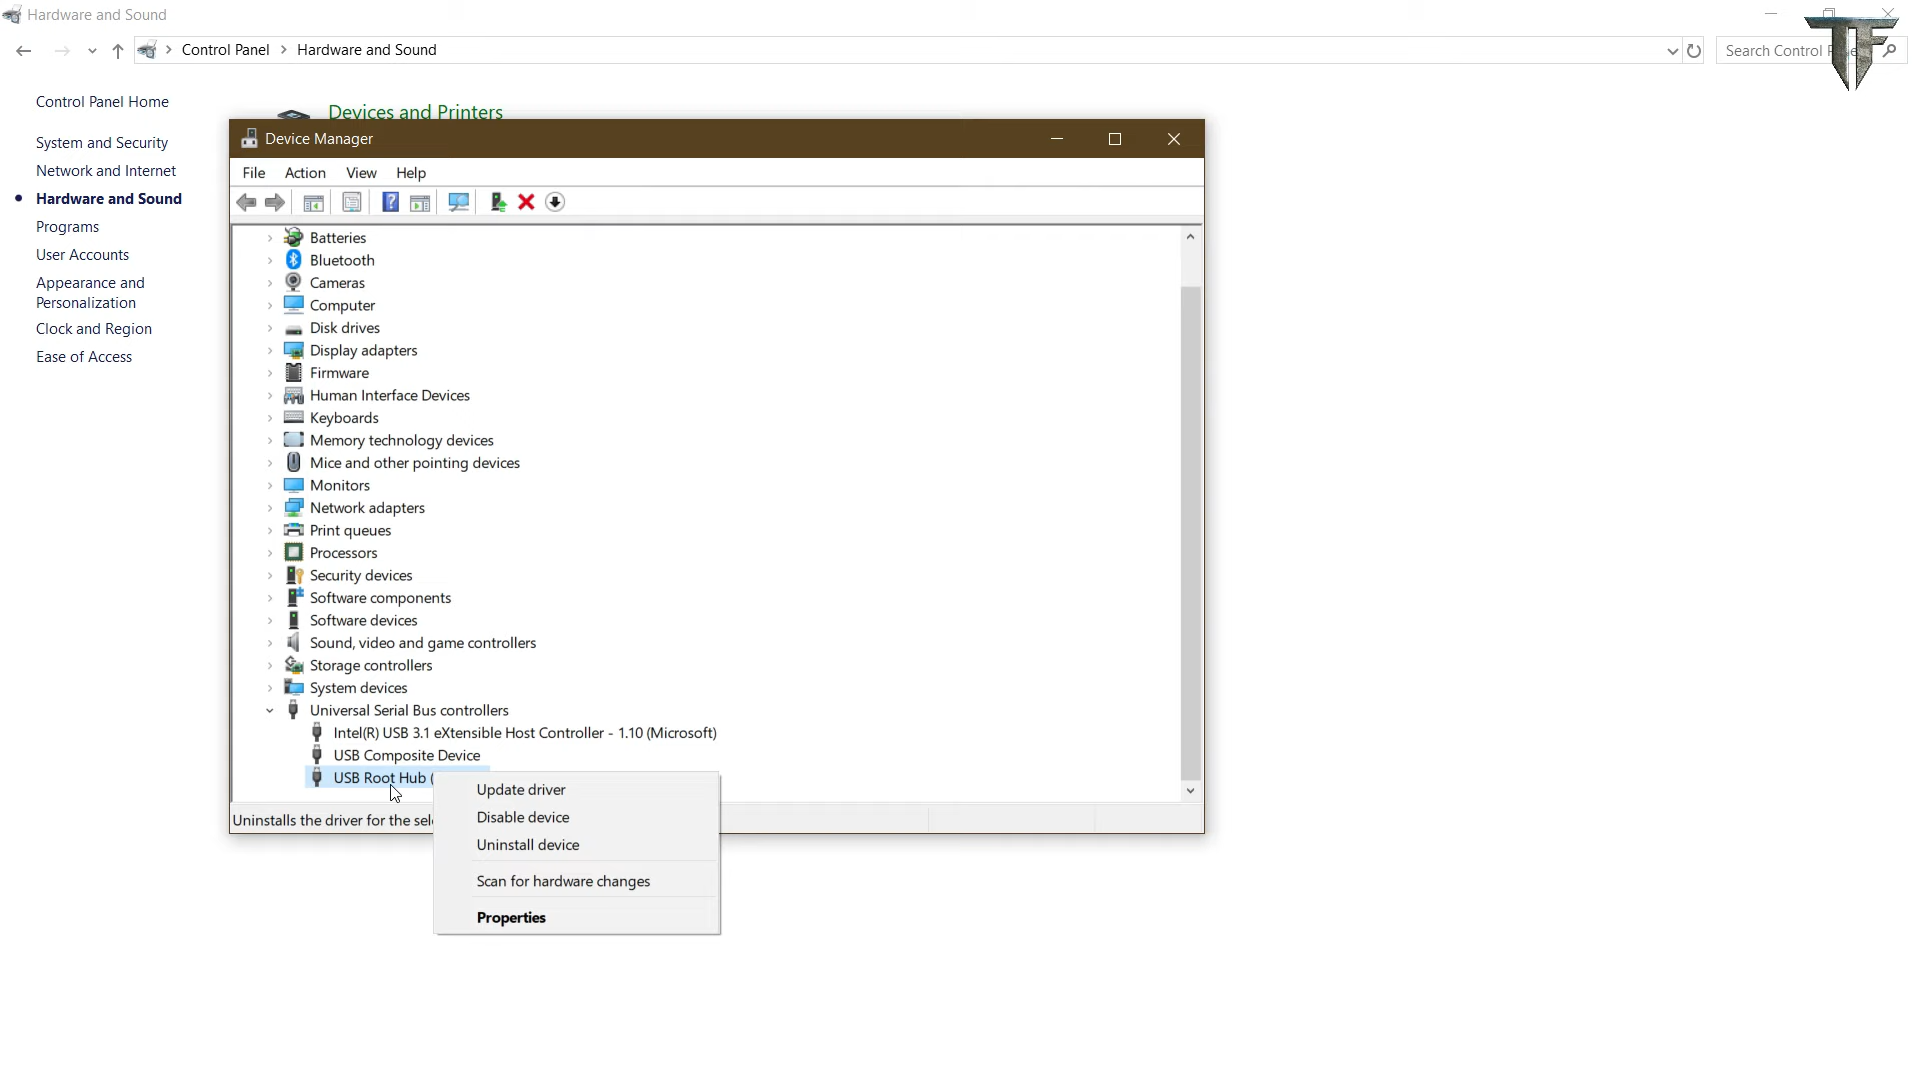 Hardware and Sound
Control Panel > Hardware and Sound
Search Control
Control Panel Home
System and Security
Network and Internet
Hardware and Sound
Programs
User Accounts
Appearance and
Personalization
Clock and Region
Ease of Access
Devices and Printers
Device Manager
File Action View Help
Batteries
Bluetooth
Cameras
Computer
Disk drives
Display adapters
Firmware
Human Interface Devices
Keyboards
Memory technology devices
Mice and other pointing devices
Monitors
Network adapters
Print queues
Processors
Security devices
Software components
Software devices
Sound, video and game controllers
Storage controllers
System devices
Universal Serial Bus controllers
Intel(R) USB 3.1 eXtensible Host Controller - 1.10 (Microsoft)
USB Composite Device
USB Root Hub (
Uninstalls the driver for the
Update driver
Disable device
Uninstall device
Scan for hardware changes
Properties
TF